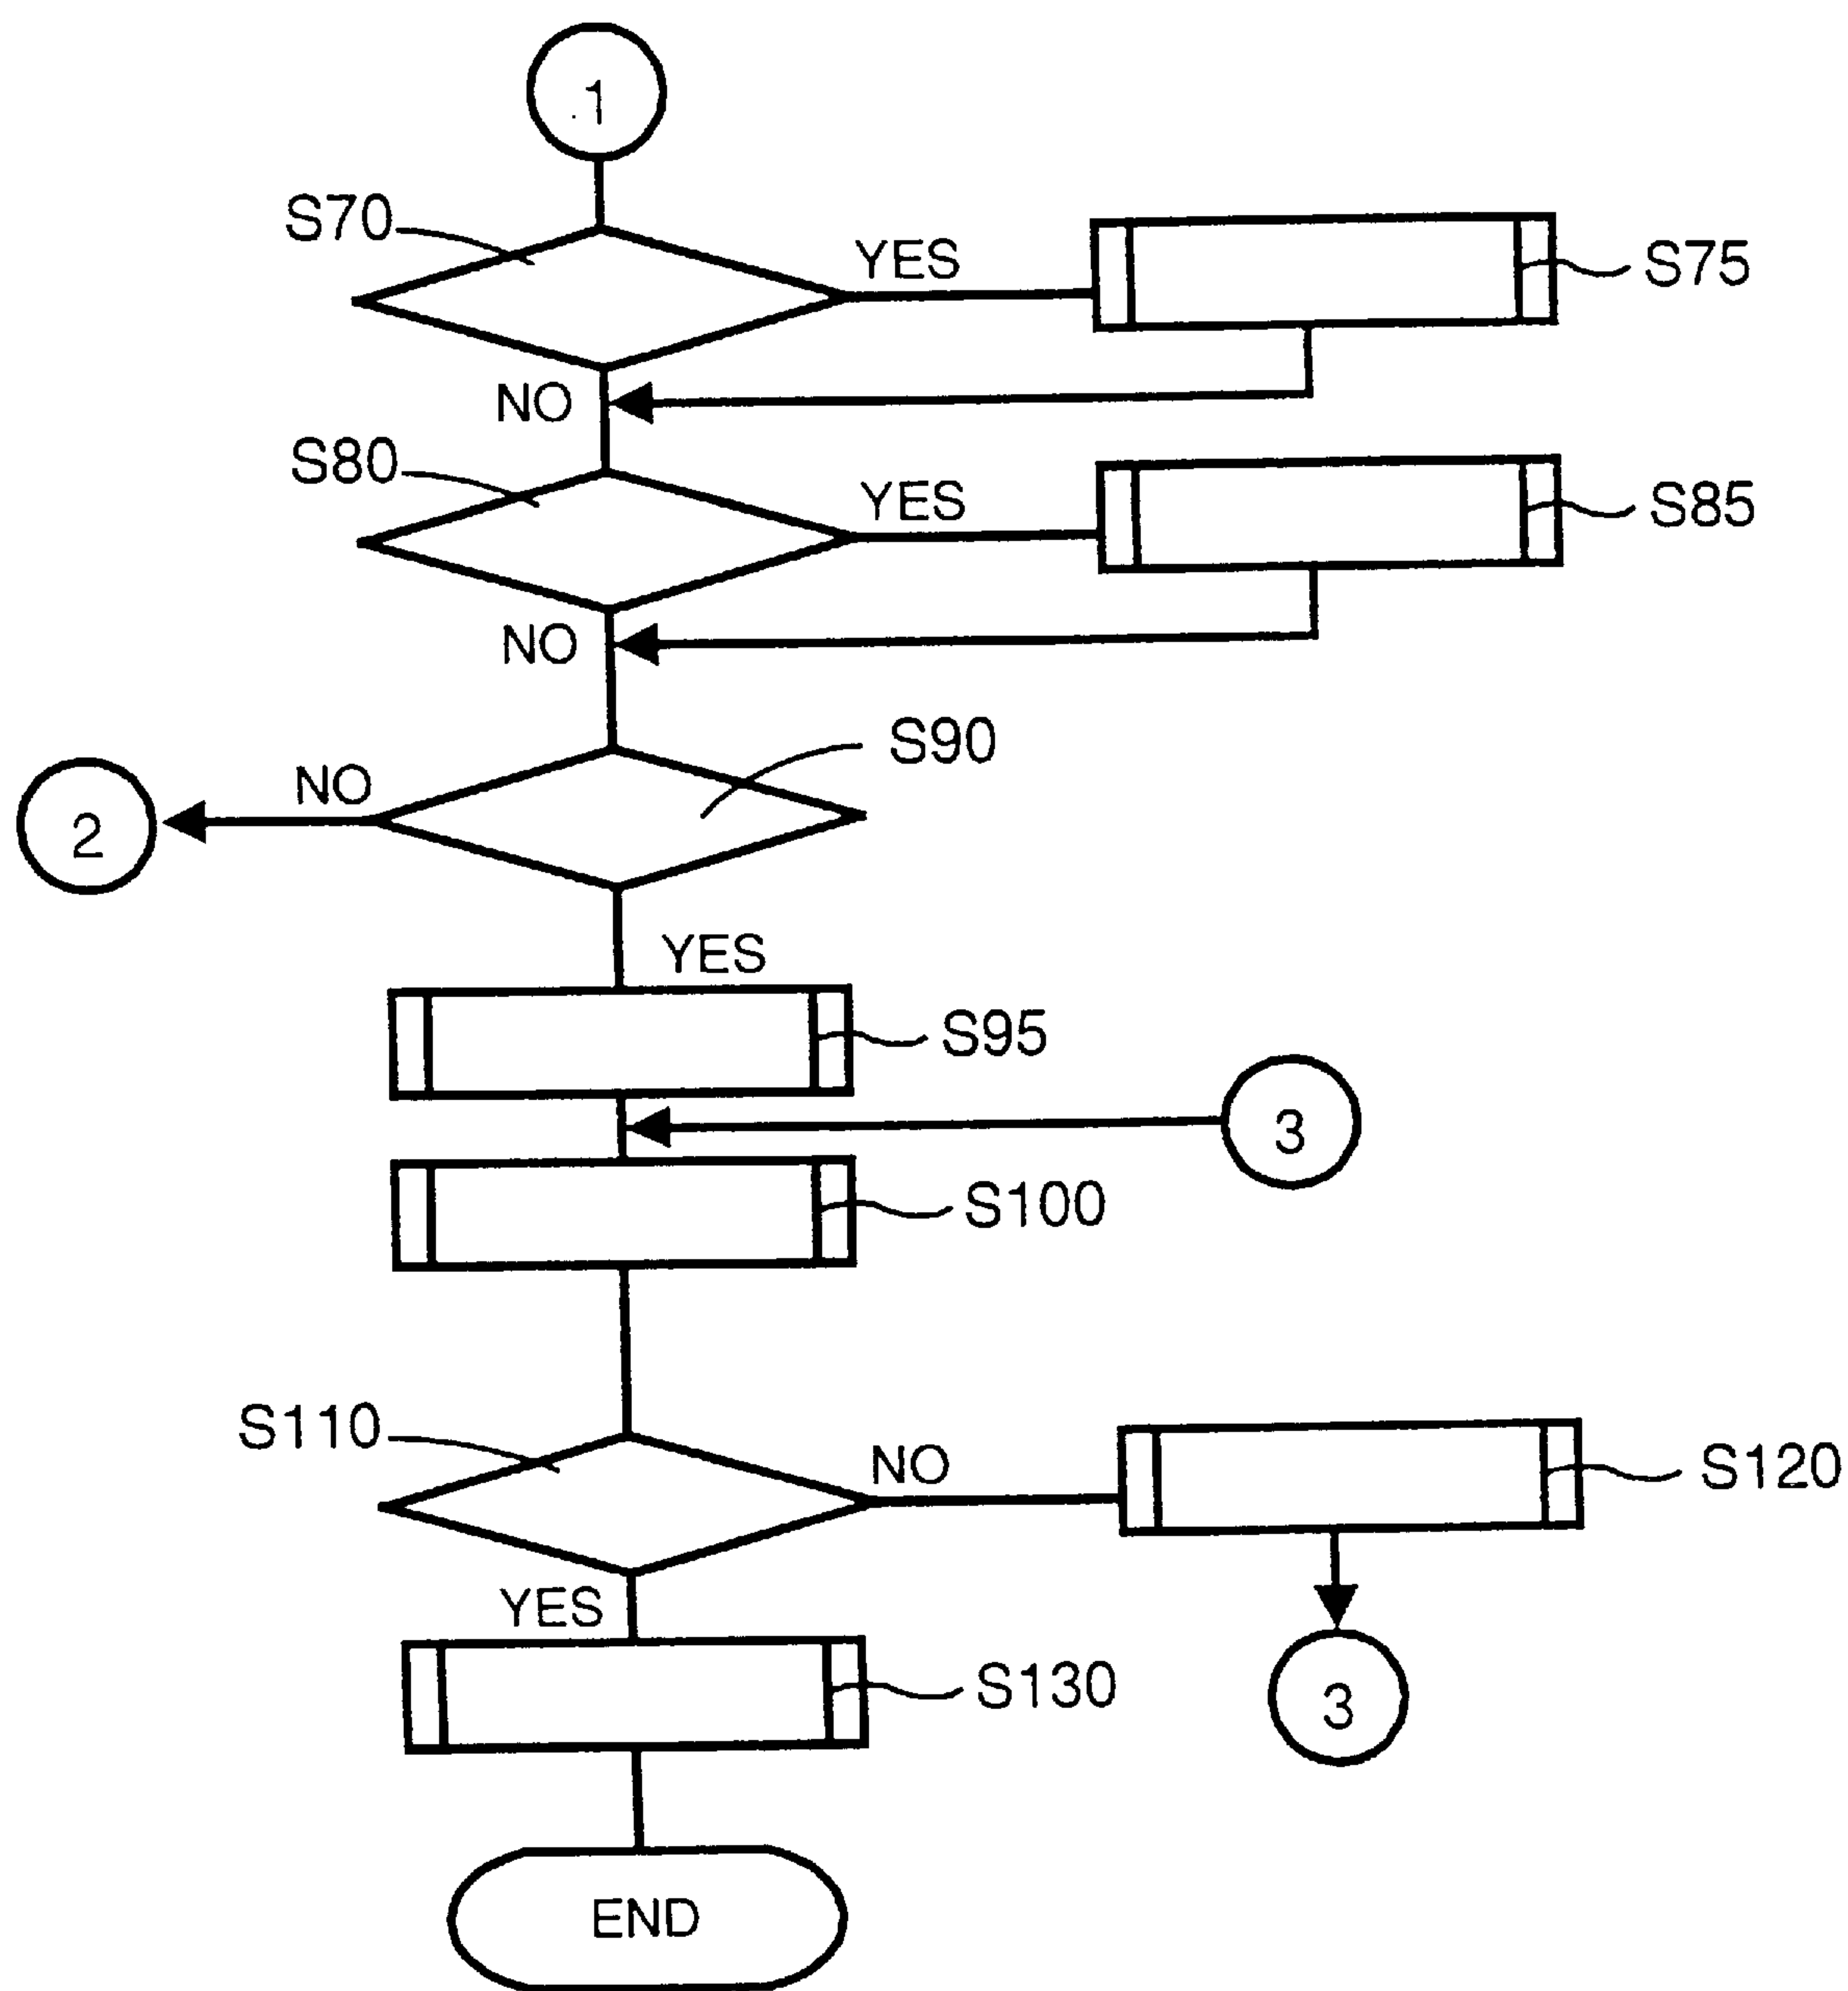 1
S70
YES
S75
NO
S80
YES
S85
NO
S90
NO
2
YES
S95
3
S100
S110
NO
S120
YES
S130
3
END